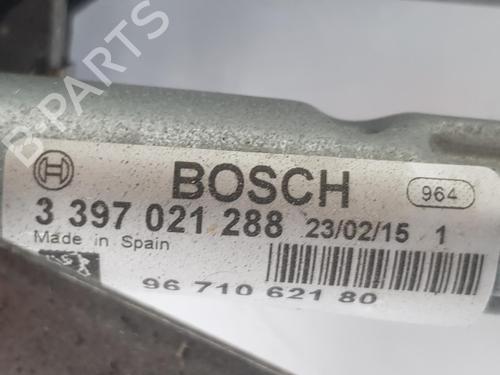 B-PARTS
BOSCH
964
3 397 021 288 23/02/15 1
Made in Spain
96 710 621 80